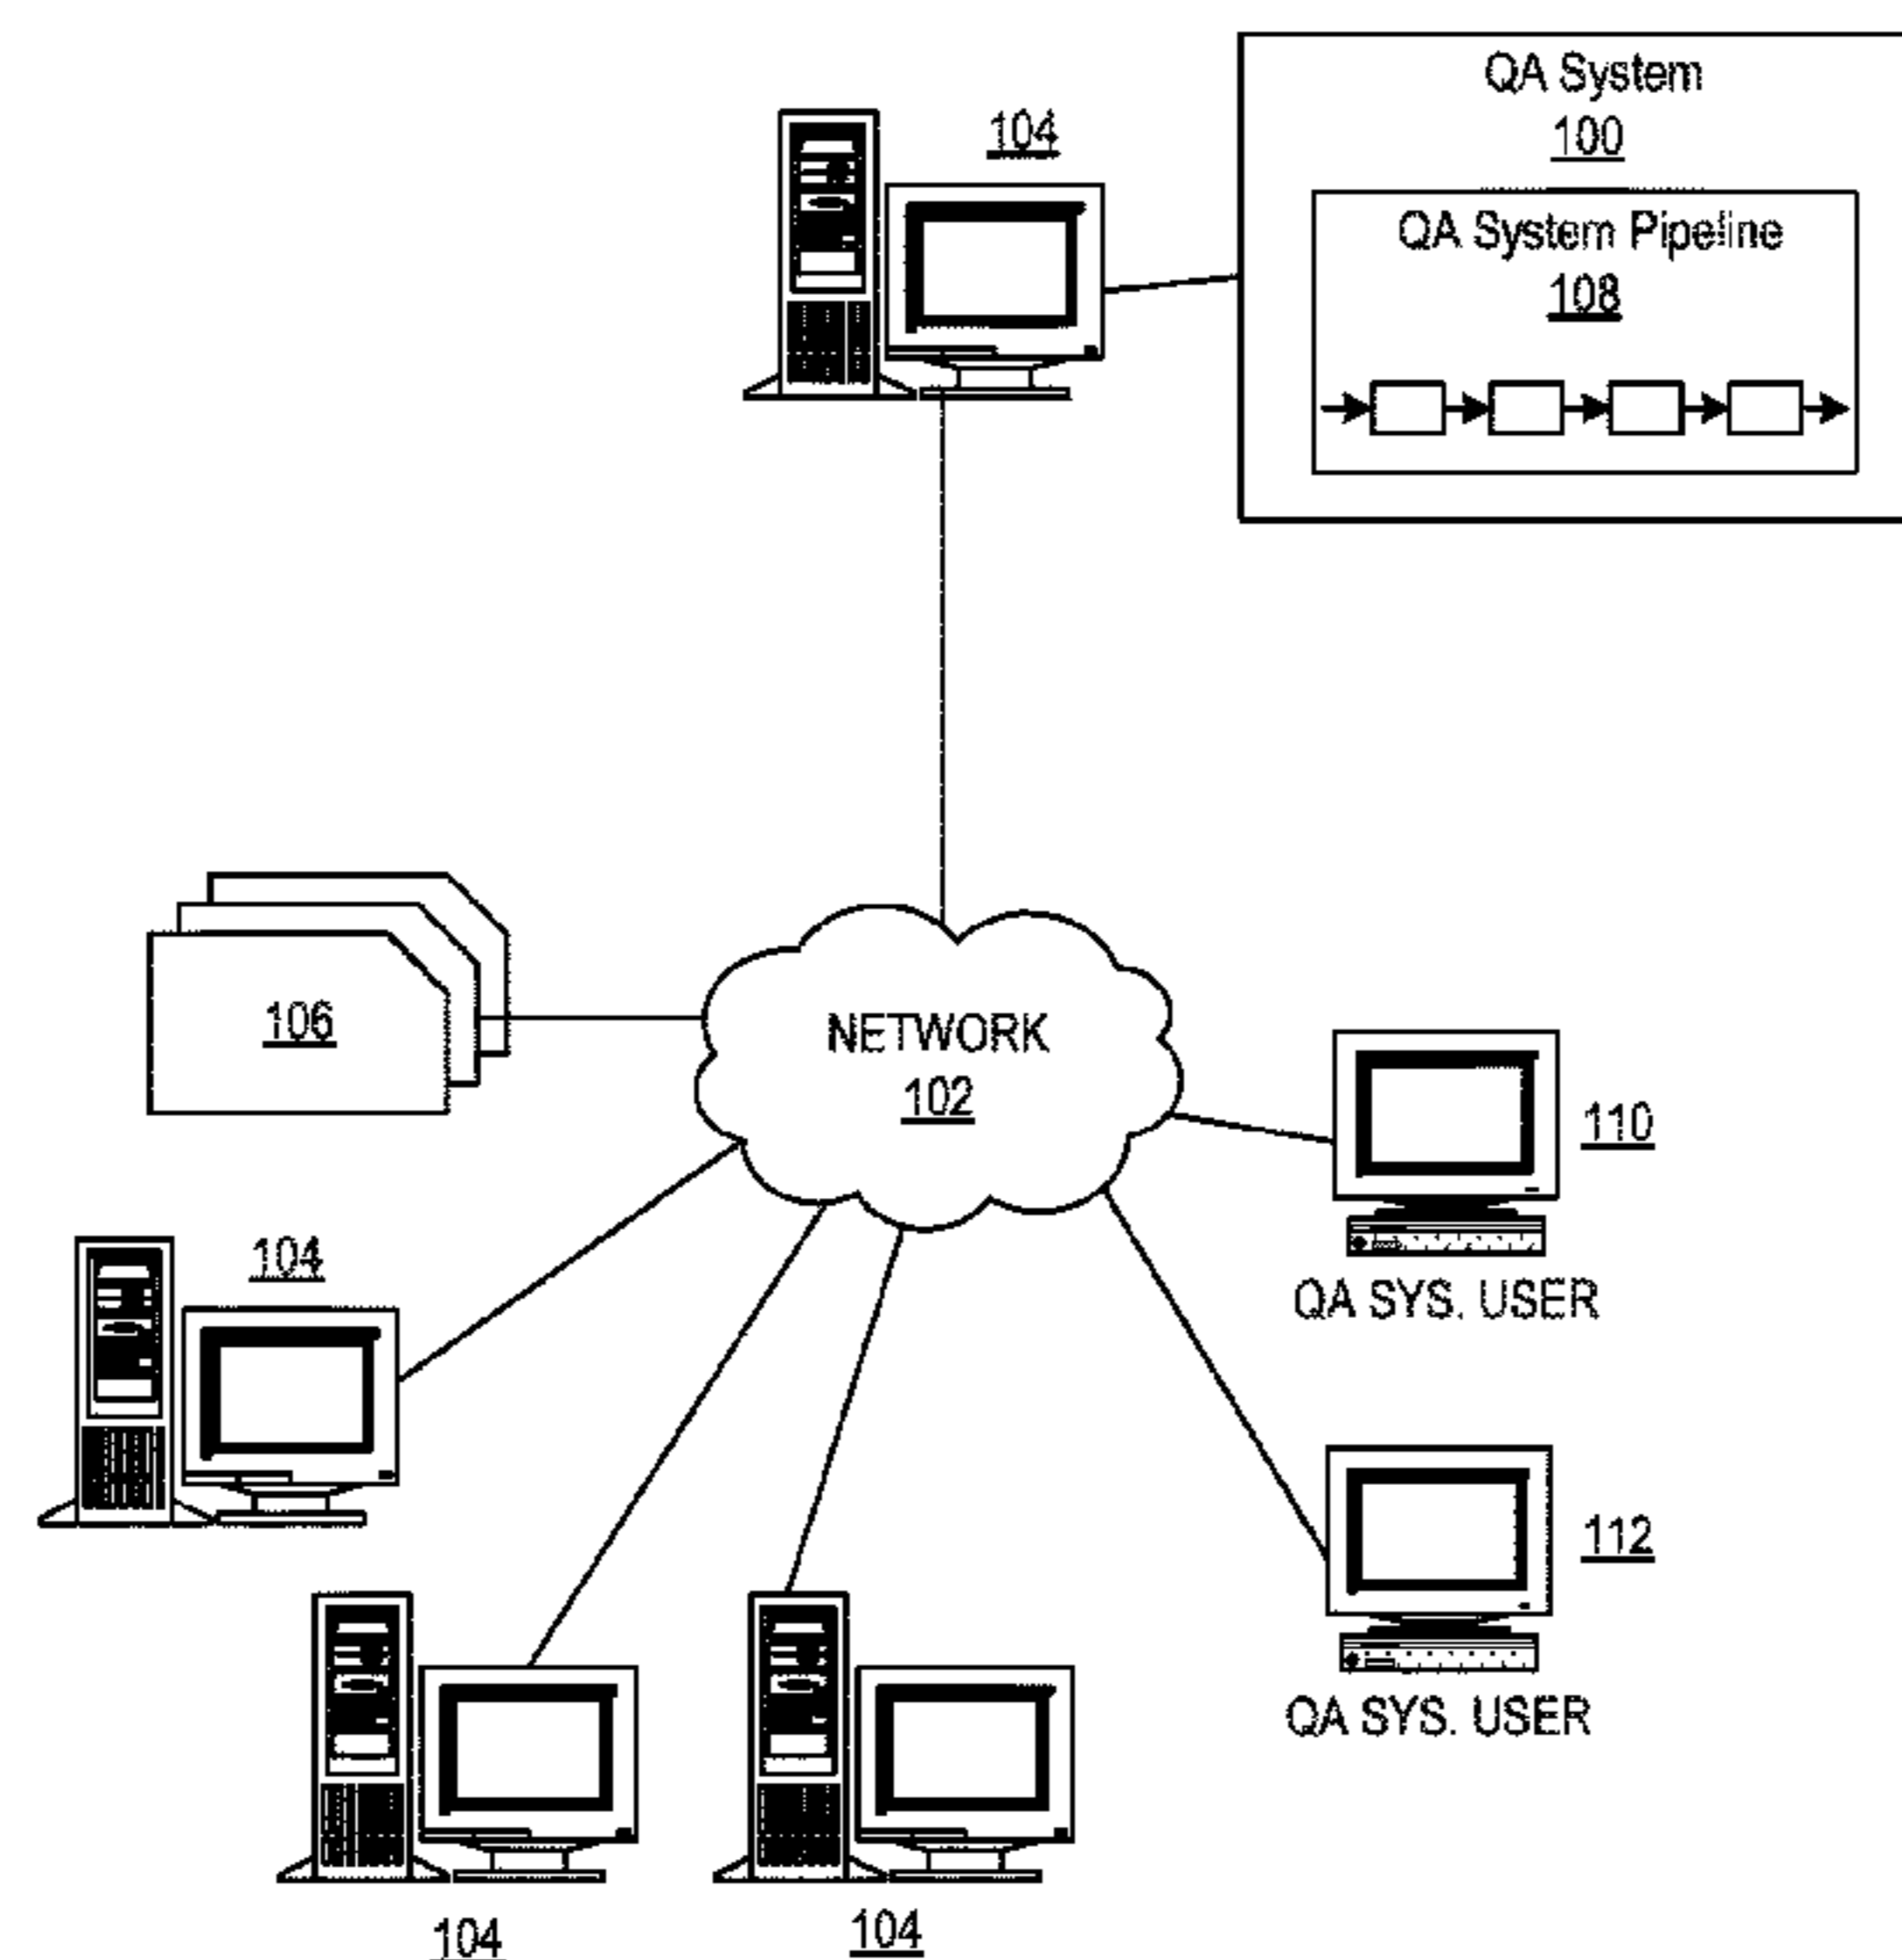 QA System
100
104
QA System Pipeline
108
106
NETWORK
102
110
QA SYS. USER
104
112
QA SYS. USER
104
104